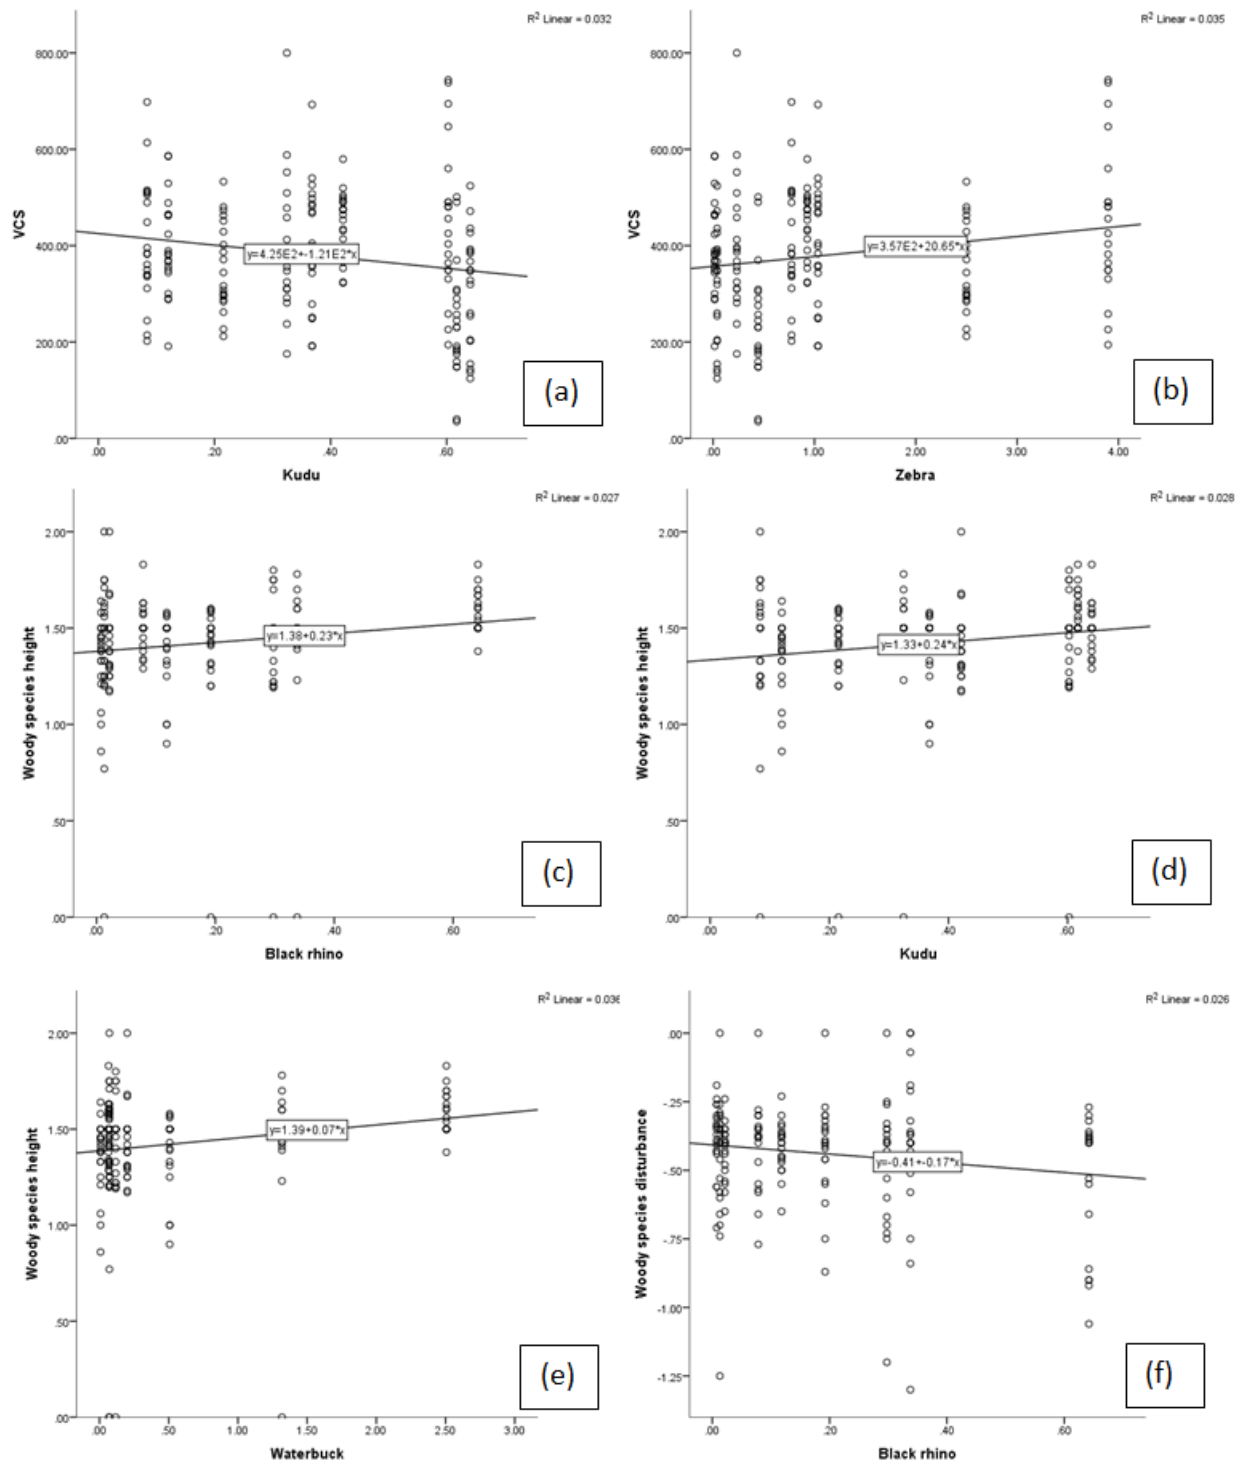 R2 Linear = 0.032
800.00
600.00
400.00
200.00
.00
VCS
y=4.25E2+-1.21E2*x
(a)
.00 .20 .40 .60
Kudu
R2 Linear = 0.035
800.00
600.00
400.00
200.00
.00
VCS
y=3.57E2+20.65*x
(b)
.00 1.00 2.00 3.00 4.00
Zebra
R2 Linear = 0.027
2.00
1.50
1.00
.50
.00
Woody species height
y=1.38+0.23*x
(c)
.00 .20 .40 .60
Black rhino
R2 Linear = 0.028
2.00
1.50
1.00
.50
.00
Woody species height
y=1.33+0.24*x
(d)
.00 .20 .40 .60
Kudu
R2 Linear = 0.036
2.00
1.50
1.00
.50
.00
Woody species height
y=1.39+0.07*x
(e)
.00 .50 1.00 1.50 2.00 2.50 3.00
Waterbuck
R2 Linear = 0.026
.00
-.25
-.50
-.75
-1.00
-1.25
Woody species disturbance
y=-0.41+-0.17*x
(f)
.00 .20 .40 .60
Black rhino